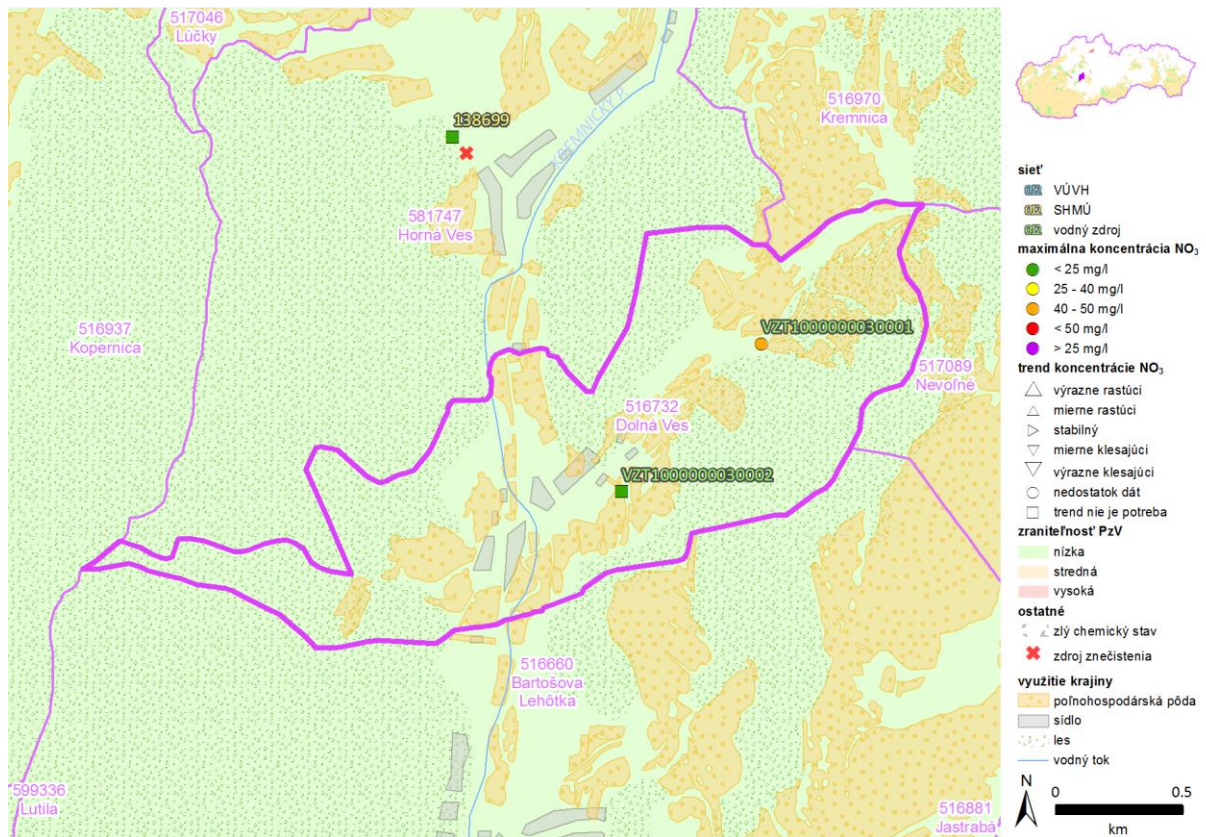 517046
Lúčky
138699
KREMNICKÝ P.
516970
Kremnica
581747
Horná Ves
516937
Kopernica
VZT1000000030001
517089
Nevoľné
516732
Dolná Ves
VZT1000000030002
516660
Bartošova
Lehôtka
599336
Lutila
516881
Jastrabá
sieť
VÚVH
SHMÚ
vodný zdroj
maximálna koncentrácia NO3
< 25 mg/l
25 - 40 mg/l
40 - 50 mg/l
< 50 mg/l
> 25 mg/l
trend koncentrácie NO3
výrazne rastúci
mierne rastúci
stabilný
mierne klesajúci
výrazne klesajúci
nedostatok dát
trend nie je potreba
zraniteľnosť PzV
nízka
stredná
vysoká
ostatné
zlý chemický stav
zdroj znečistenia
využitie krajiny
poľnohospodárská pôda
sídlo
les
vodný tok
N
0 0.5
km